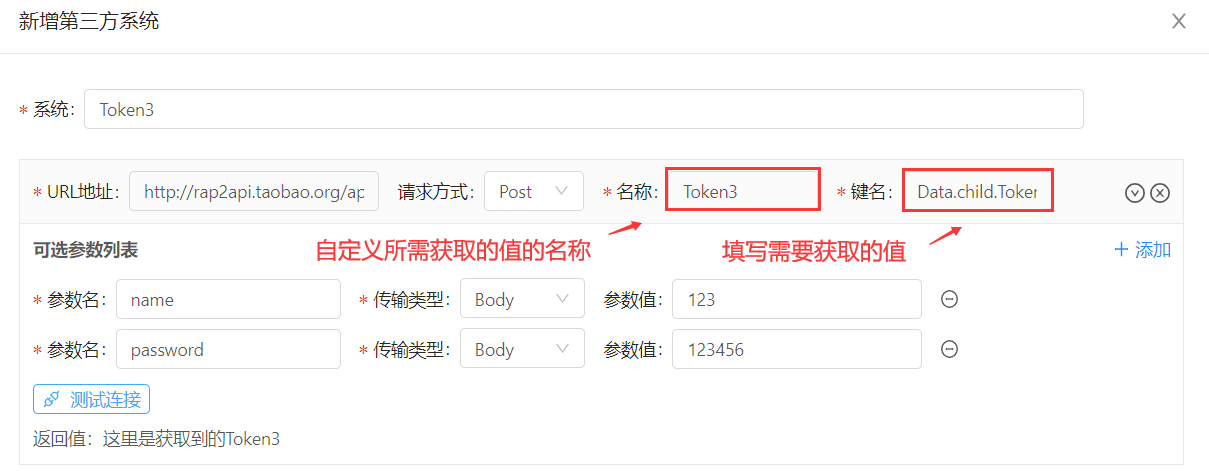 新增第三方系统
* 系统： Token3
* URL地址： http://rap2api.taobao.org/ap 请求方式： Post * 名称： Token3 * 键名： Data.child.Token
可选参数列表 自定义所需获取的值的名称 填写需要获取的值 + 添加
* 参数名： name * 传输类型： Body 参数值： 123
* 参数名： password * 传输类型： Body 参数值： 123456
测试连接
返回值：这里是获取到的Token3